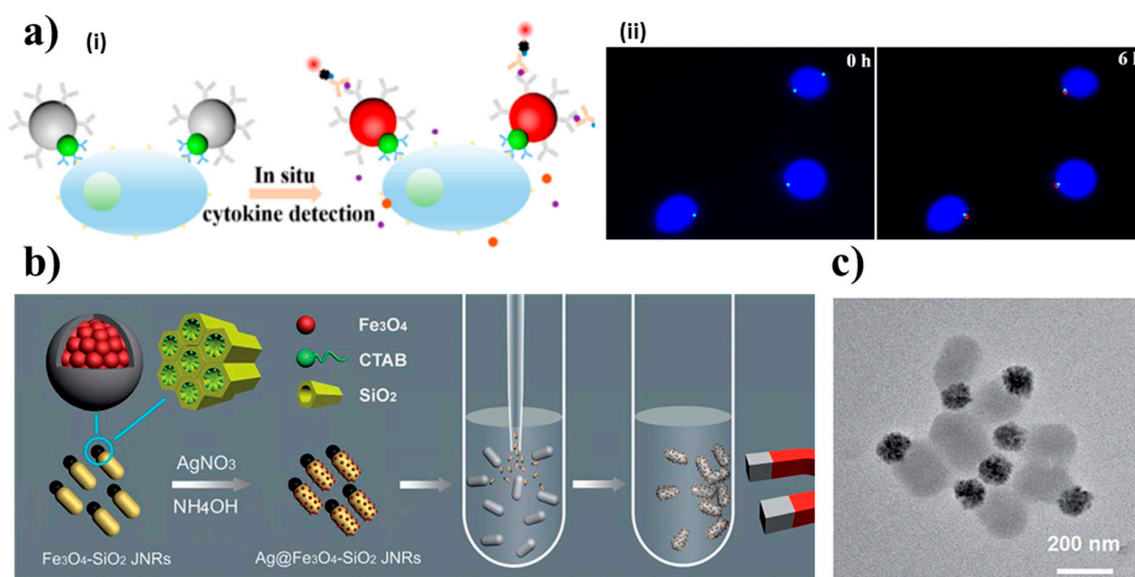 a)
(i)
In situ
cytokine detection
(ii)
0 h
6 h
b)
Fe₃O₄
CTAB
SiO₂
AgNO₃
NH4OH
Fe₃O₄-SiO₂ JNRs
Ag@Fe₃O₄-SiO₂ JNRs
c)
200 nm